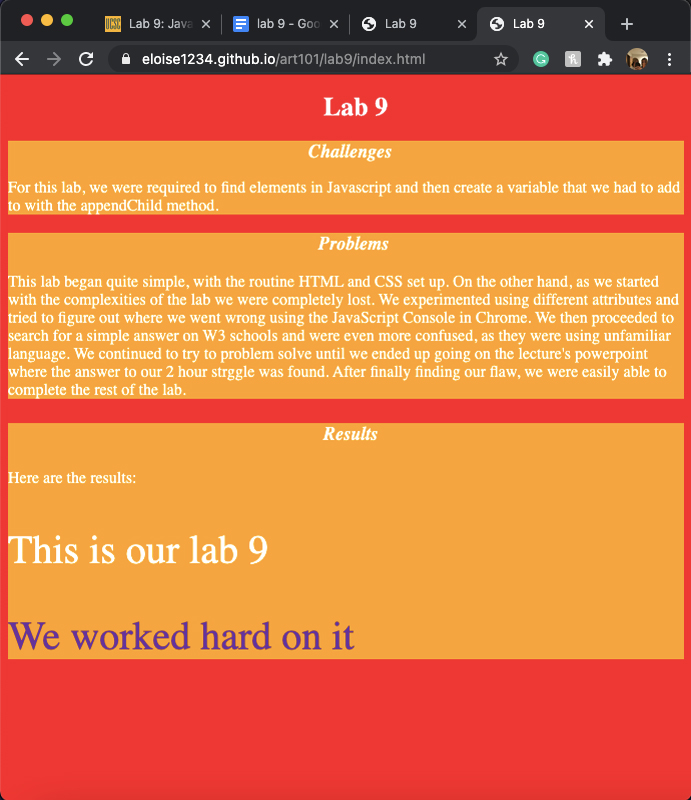 UCSC Lab 9: Java
lab 9 - Goo
Lab 9
Lab 9
eloise1234.github.io/art101/lab9/index.html
Lab 9
Challenges
For this lab, we were required to find elements in Javascript and then create a variable that we had to add
to with the appendChild method.
Problems
This lab began quite simple, with the routine HTML and CSS set up. On the other hand, as we started
with the complexities of the lab we were completely lost. We experimented using different attributes and
tried to figure out where we went wrong using the JavaScript Console in Chrome. We then proceeded to
search for a simple answer on W3 schools and were even more confused, as they were using unfamiliar
language. We continued to try to problem solve until we ended up going on the lecture's powerpoint
where the answer to our 2 hour strggle was found. After finally finding our flaw, we were easily able to
complete the rest of the lab.
Results
Here are the results:
This is our lab 9
We worked hard on it